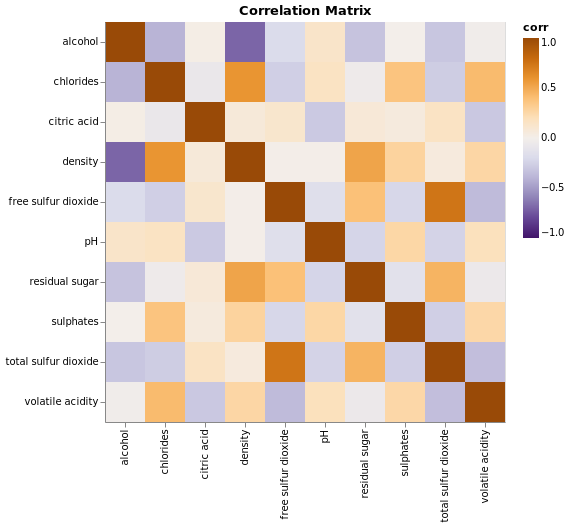 Correlation Matrix
corr
1.0
0.5
0.0
−0.5
−1.0
alcohol
chlorides
citric acid
density
free sulfur dioxide
pH
residual sugar
sulphates
total sulfur dioxide
volatile acidity
alcohol
chlorides
citric acid
density
free sulfur dioxide
pH
residual sugar
sulphates
total sulfur dioxide
volatile acidity